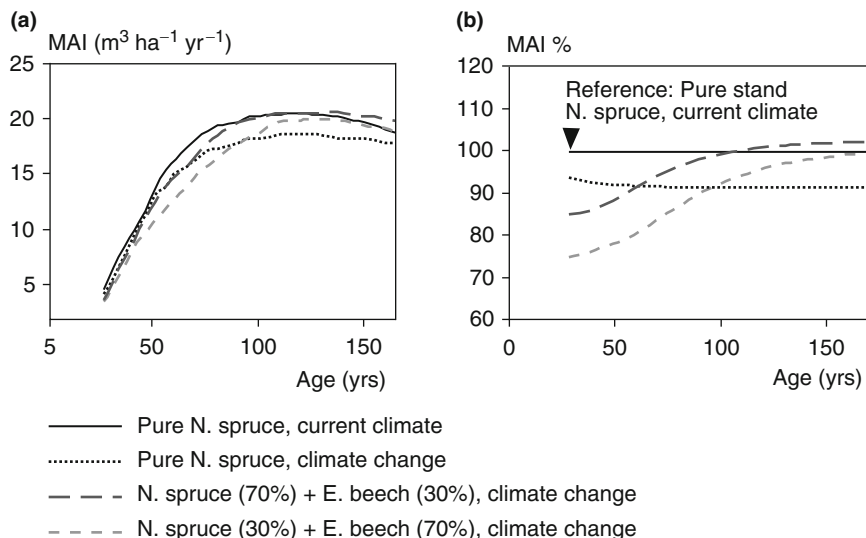 (a)
MAI (m³ ha⁻¹ yr⁻¹)
25
20
15
10
5
5
50
100
150
Age (yrs)
(b)
MAI %
120
110
100
90
80
70
60
Reference: Pure stand
N. spruce, current climate
0
50
100
150
Age (yrs)
Pure N. spruce, current climate
Pure N. spruce, climate change
N. spruce (70%) + E. beech (30%), climate change
N. spruce (30%) + E. beech (70%), climate change